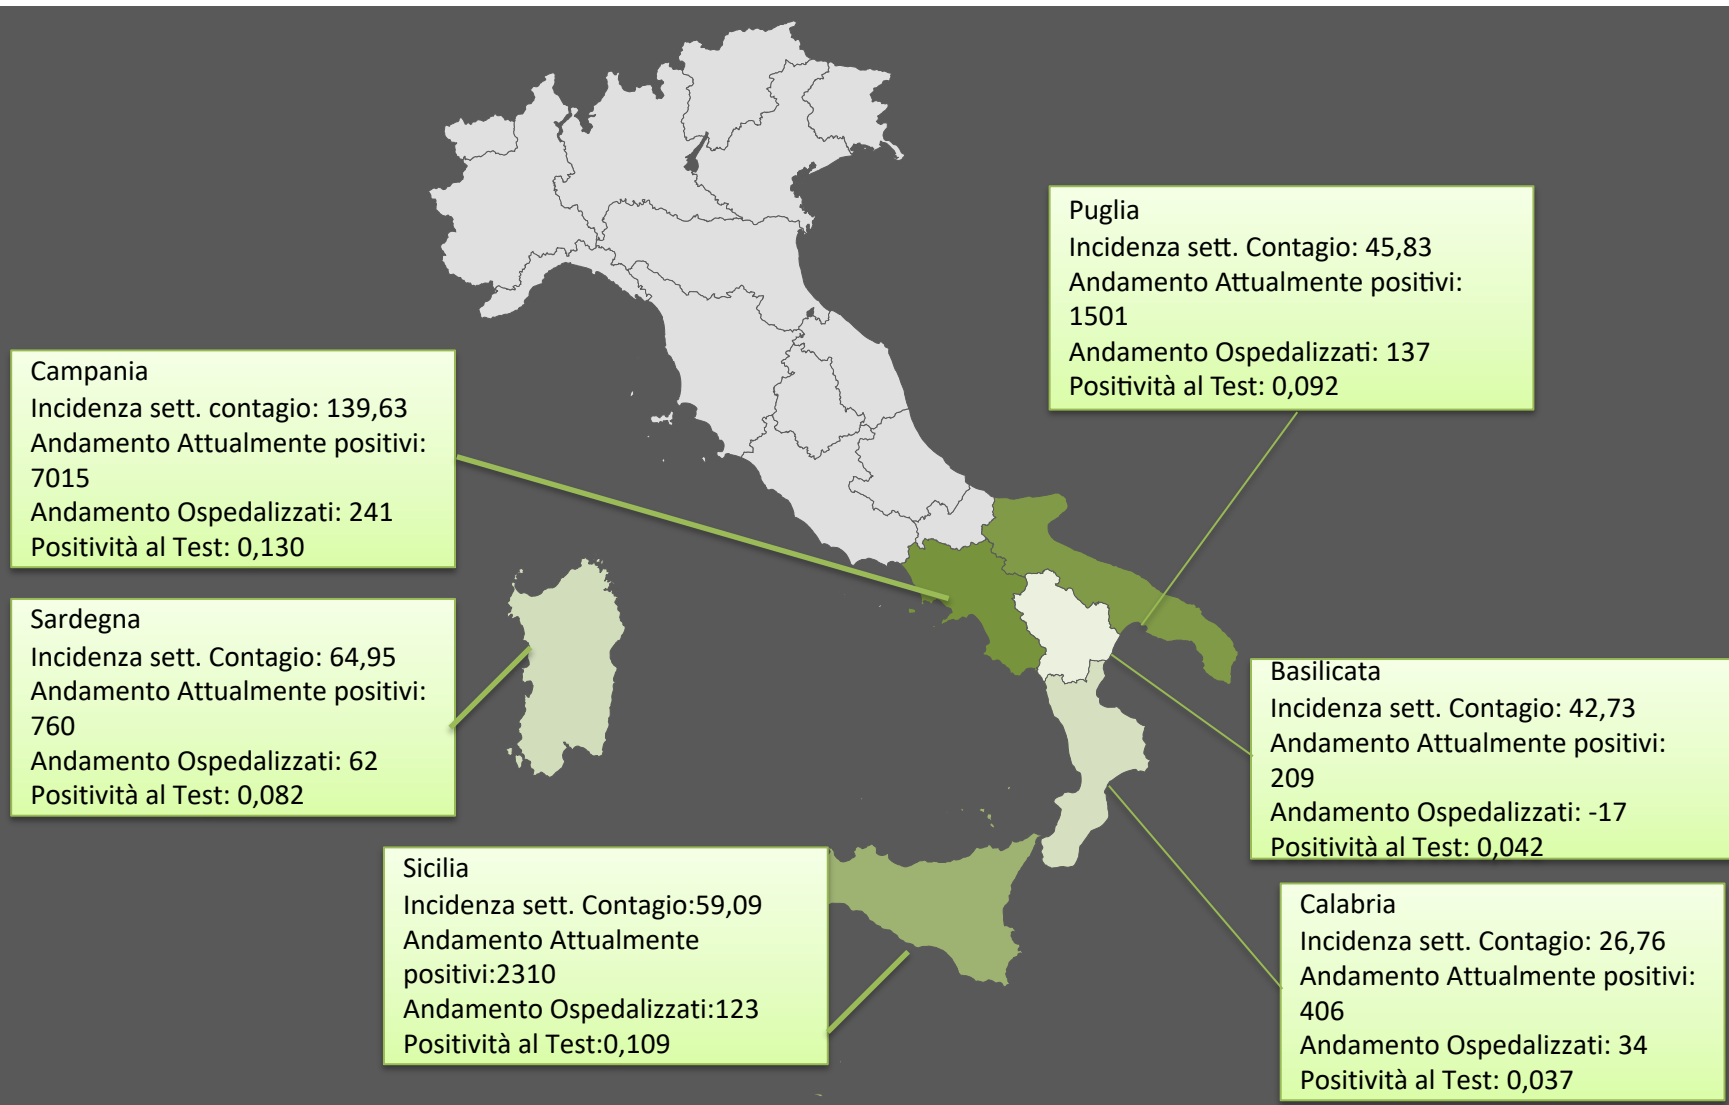 Puglia
Incidenza sett. Contagio: 45,83
Andamento Attualmente positivi:
1501
Andamento Ospedalizzati: 137
Positività al Test: 0,092
Campania
Incidenza sett. contagio: 139,63
Andamento Attualmente positivi:
7015
Andamento Ospedalizzati: 241
Positività al Test: 0,130
Sardegna
Incidenza sett. Contagio: 64,95
Andamento Attualmente positivi:
760
Andamento Ospedalizzati: 62
Positività al Test: 0,082
Basilicata
Incidenza sett. Contagio: 42,73
Andamento Attualmente positivi:
209
Andamento Ospedalizzati: -17
Positività al Test: 0,042
Sicilia
Incidenza sett. Contagio:59,09
Andamento Attualmente
positivi:2310
Andamento Ospedalizzati:123
Positività al Test:0,109
Calabria
Incidenza sett. Contagio: 26,76
Andamento Attualmente positivi:
406
Andamento Ospedalizzati: 34
Positività al Test: 0,037